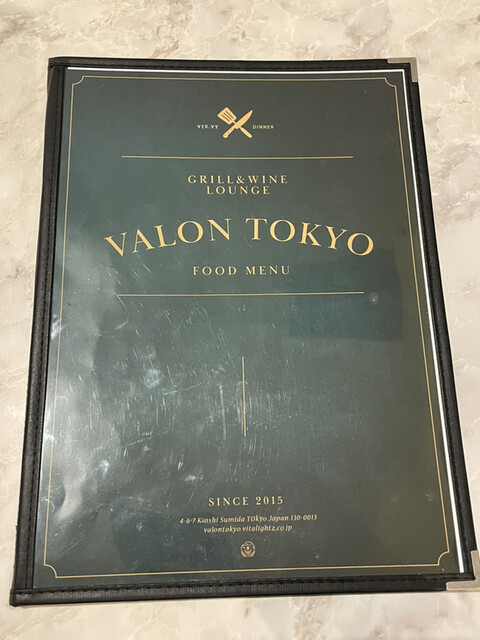 VER.VT DINNER
GRILL&WINE
LOUNGE
VALON TOKYO
FOOD MENU
SINCE 2015
4-6-7 Kinshi Sumida TOkyo Japan 130-0013
valontokyo.vitalightz.co.jp